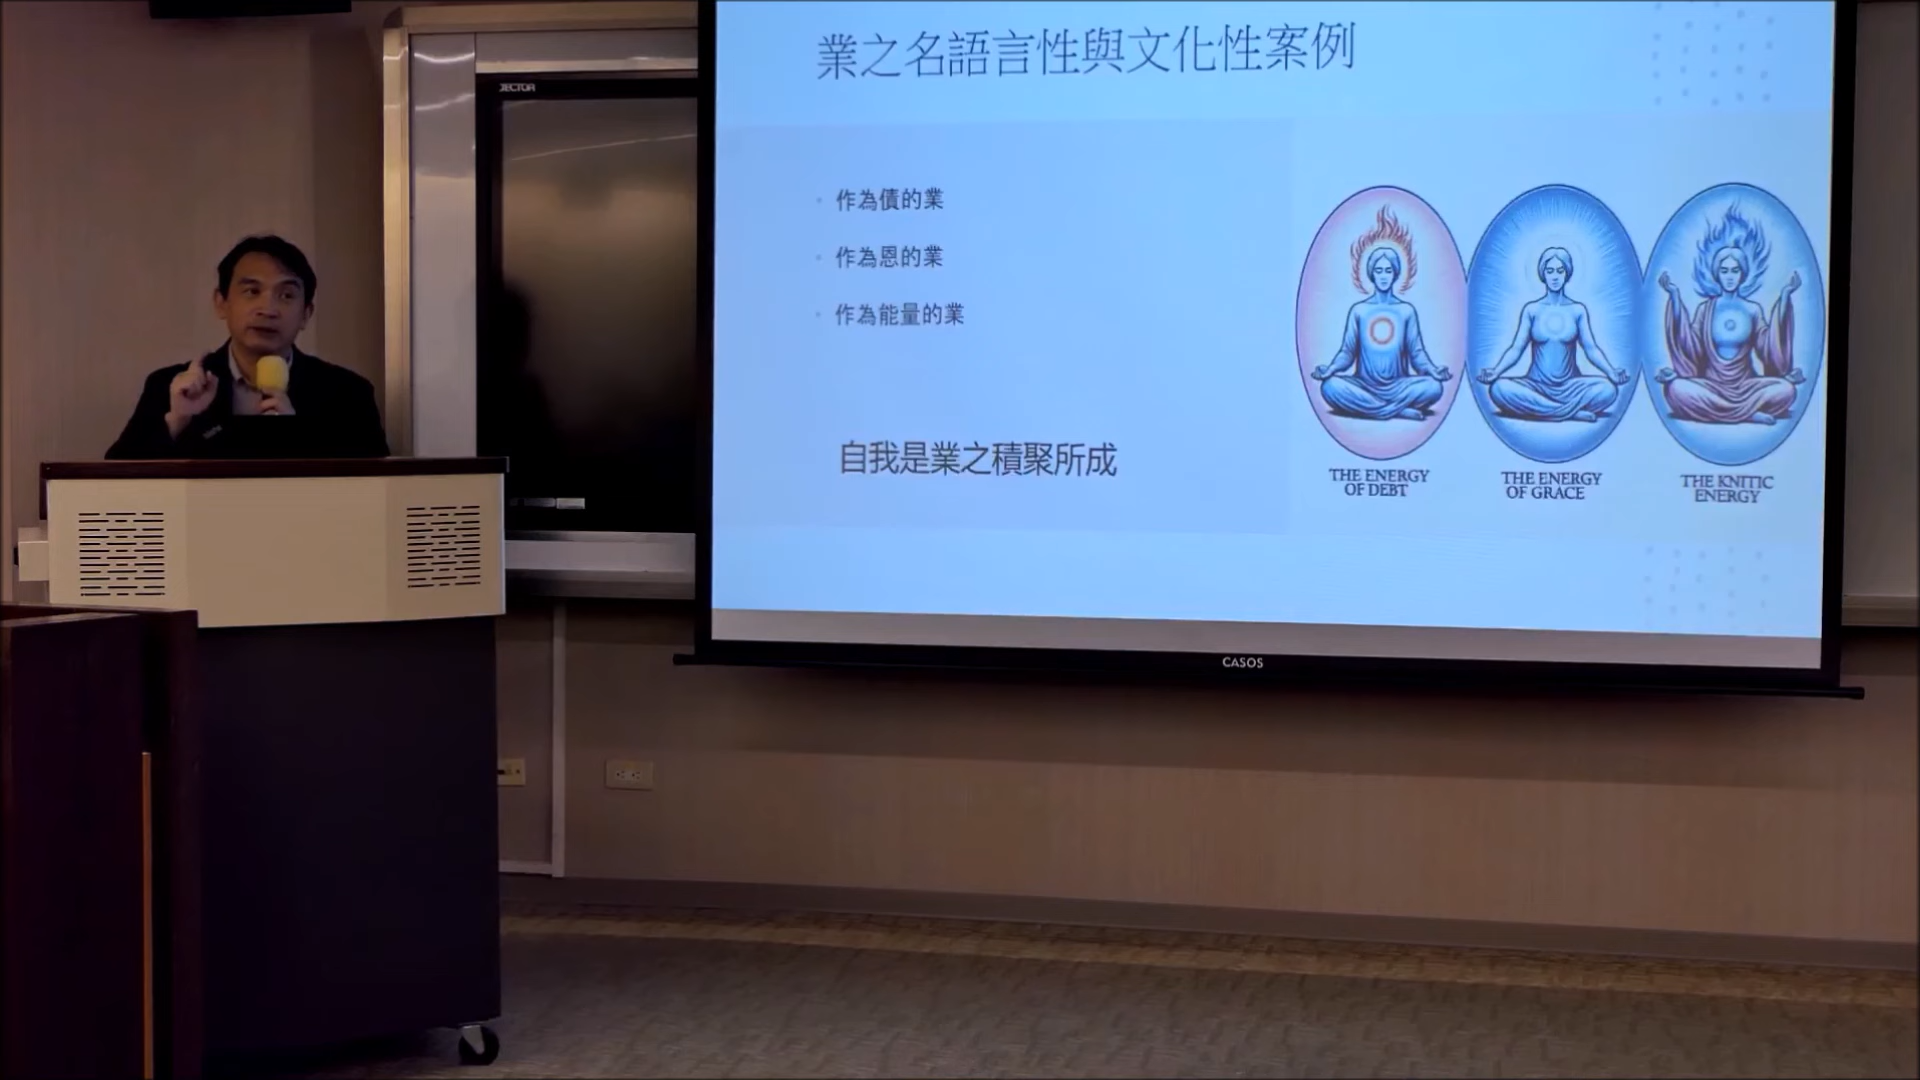 JECTOR
業之名語言性與文化性案例
作為債的業
作為恩的業
作為能量的業
自我是業之積聚所成
THE ENERGY
OF DEBT
THE ENERGY
OF GRACE
THE KNITIC
ENERGY
CASOS